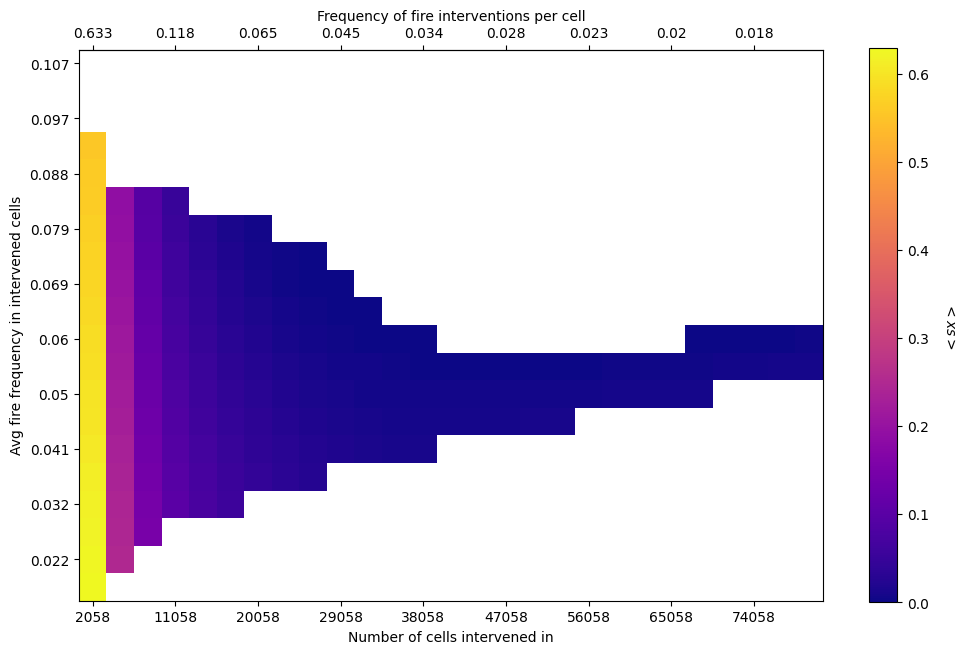 Frequency of fire interventions per cell
0.633 0.118 0.065 0.045 0.034 0.028 0.023 0.02 0.018
Avg fire frequency in intervened cells
0.107
0.097
0.088
0.079
0.069
0.06
0.05
0.041
0.032
0.022
2058 11058 20058 29058 38058 47058 56058 65058 74058
Number of cells intervened in
0.6
0.5
0.4
0.3
0.2
0.1
0.0
< sx >